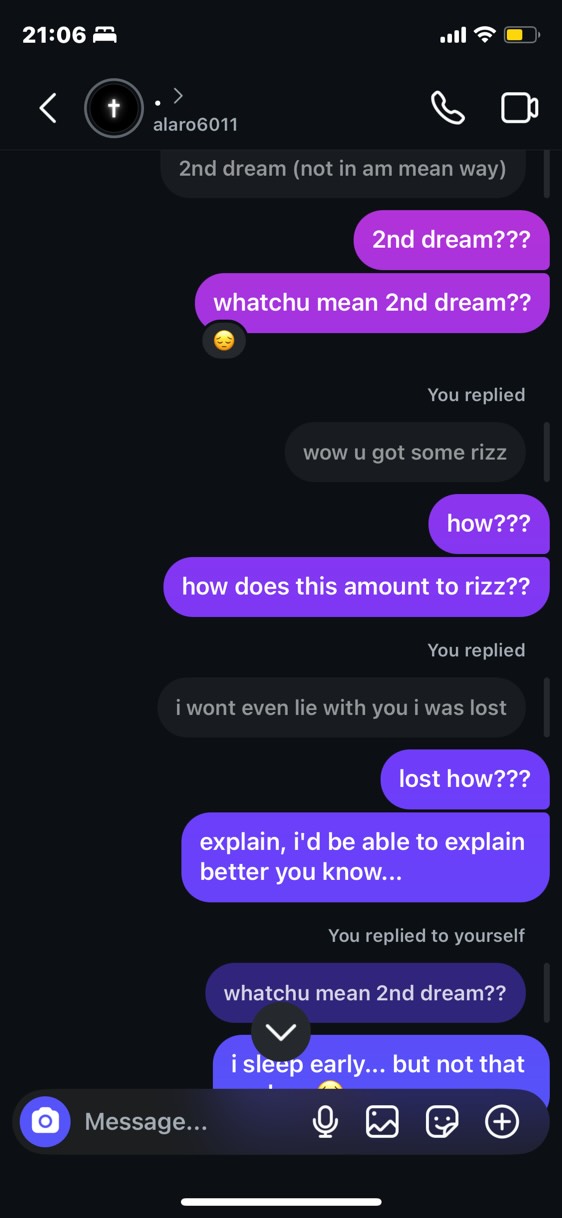 21:06
.
alaro6011
2nd dream (not in am mean way)
2nd dream???
whatchu mean 2nd dream??
You replied
wow u got some rizz
how???
how does this amount to rizz??
You replied
i wont even lie with you i was lost
lost how???
explain, i'd be able to explain
better you know...
You replied to yourself
whatchu mean 2nd dream??
i sleep early... but not that
Message...